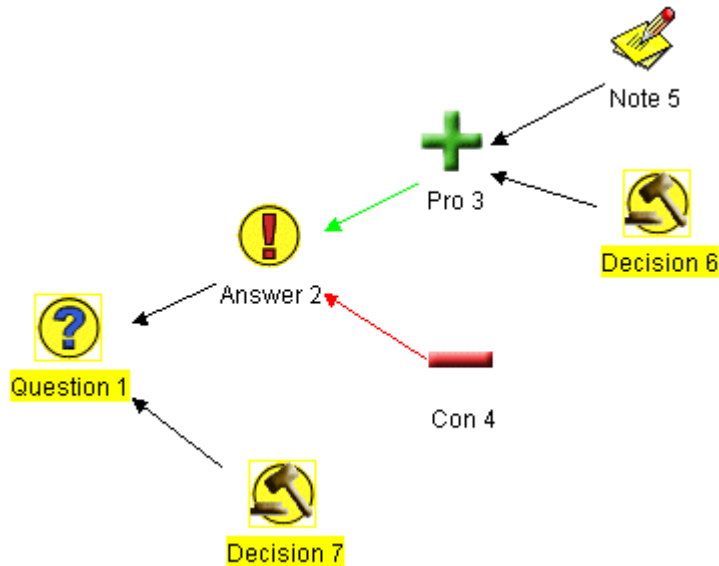 Note 5
Pro 3
Decision 6
Answer 2
Question 1
Con 4
Decision 7